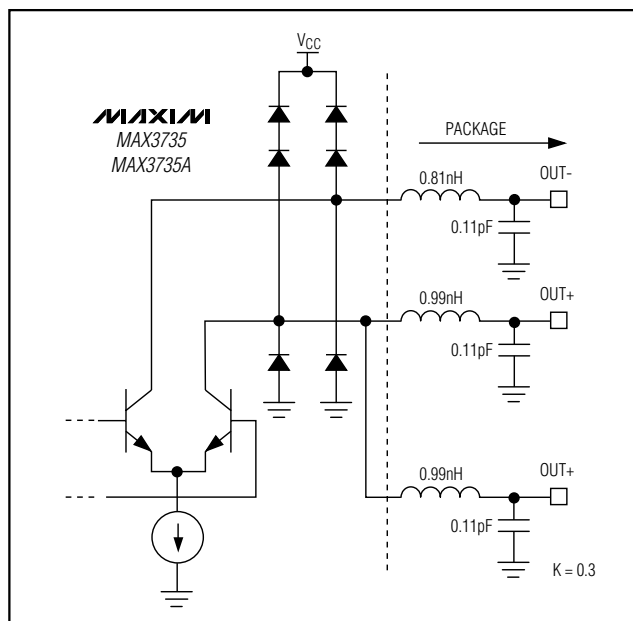 VCC
MAXIM
MAX3735
MAX3735A
PACKAGE
0.81nH
OUT-
0.11pF
0.99nH
OUT+
0.11pF
0.99nH
OUT+
0.11pF
K = 0.3